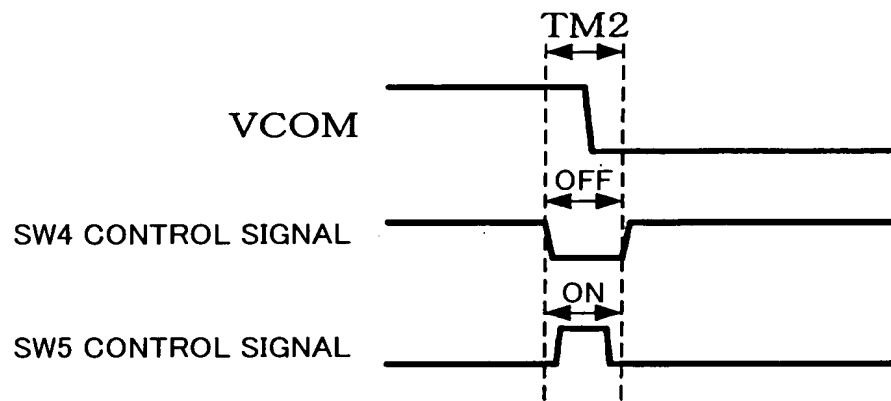 TM2
VCOM
OFF
SW4 CONTROL SIGNAL
ON
SW5 CONTROL SIGNAL